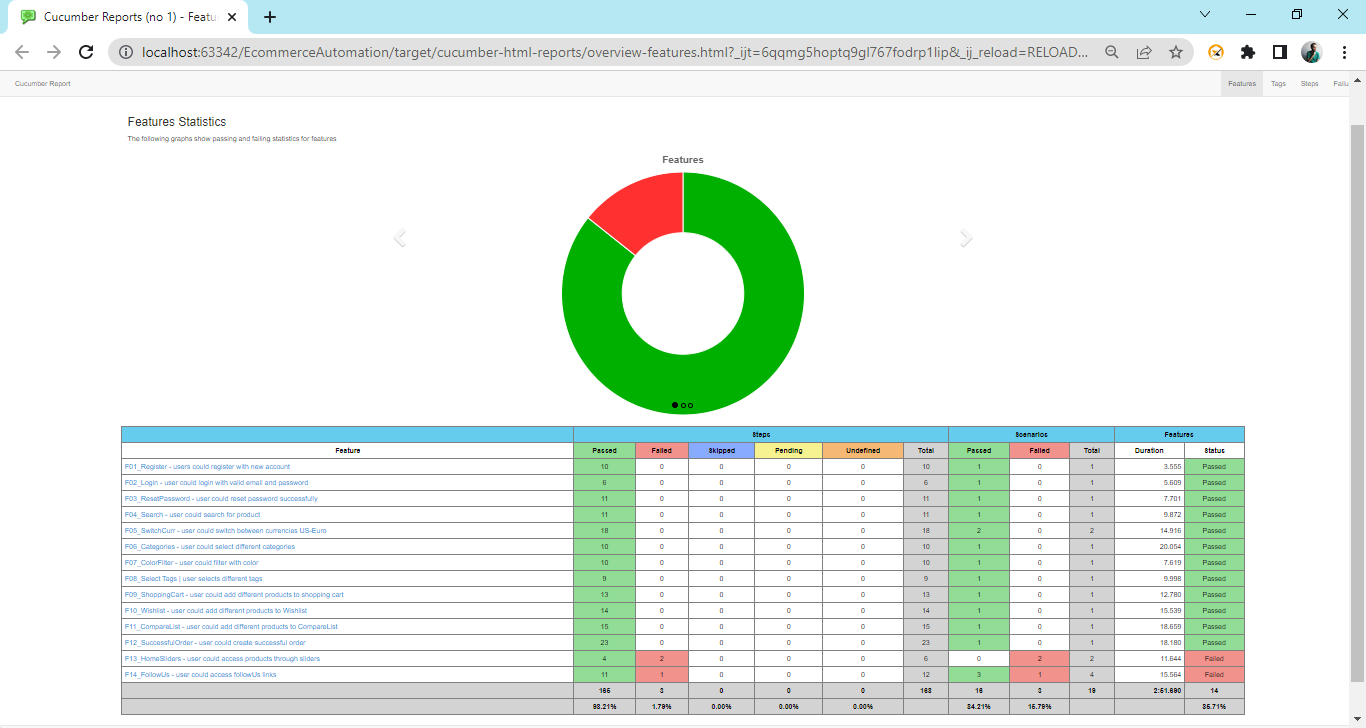 Cucumber Reports (no 1) - Featu
localhost:63342/EcommerceAutomation/target/cucumber-html-reports/overview-features.html?_ijt=6qqmg5hoptq9gl767fodrp1lip&_ij_reload=RELOAD...
Cucumber Report Features Tags Steps Failu
Features Statistics
The following graphs show passing and failing statistics for features
Features
Steps Scenarios Features
Feature Passed Failed Skipped Pending Undefined Total Passed Failed Total Duration Status
F01_Register - users could register with new account 10 0 0 0 0 10 1 0 1 3.555 Passed
F02_Login - user could login with valid email and password 6 0 0 0 0 6 1 0 1 5.609 Passed
F03_ResetPassword - user could reset password successfully 11 0 0 0 0 11 1 0 1 7.701 Passed
F04_Search - user could search for product 11 0 0 0 0 11 1 0 1 9.872 Passed
F05_SwitchCurr - user could switch between currencies US-Euro 18 0 0 0 0 18 2 0 2 14.916 Passed
F06_Categories - user could select different categories 10 0 0 0 0 10 1 0 1 20.054 Passed
F07_ColorFilter - user could filter with color 10 0 0 0 0 10 1 0 1 7.619 Passed
F08_Select Tags | user selects different tags 9 0 0 0 0 9 1 0 1 9.998 Passed
F09_ShoppingCart - user could add different products to shopping cart 13 0 0 0 0 13 1 0 1 12.780 Passed
F10_Wishlist - user could add different products to Wishlist 14 0 0 0 0 14 1 0 1 15.539 Passed
F11_CompareList - user could add different products to CompareList 15 0 0 0 0 15 1 0 1 18.659 Passed
F12_SuccessfulOrder - user could create successful order 23 0 0 0 0 23 1 0 1 18.180 Passed
F13_HomeSliders - user could access products through sliders 4 2 0 0 0 6 0 2 2 11.644 Failed
F14_FollowUs - user could access followUs links 11 1 0 0 0 12 3 1 4 15.564 Failed
165 3 0 0 0 168 16 3 19 2:51.690 14
98.21% 1.79% 0.00% 0.00% 0.00% 84.21% 15.79% 85.71%